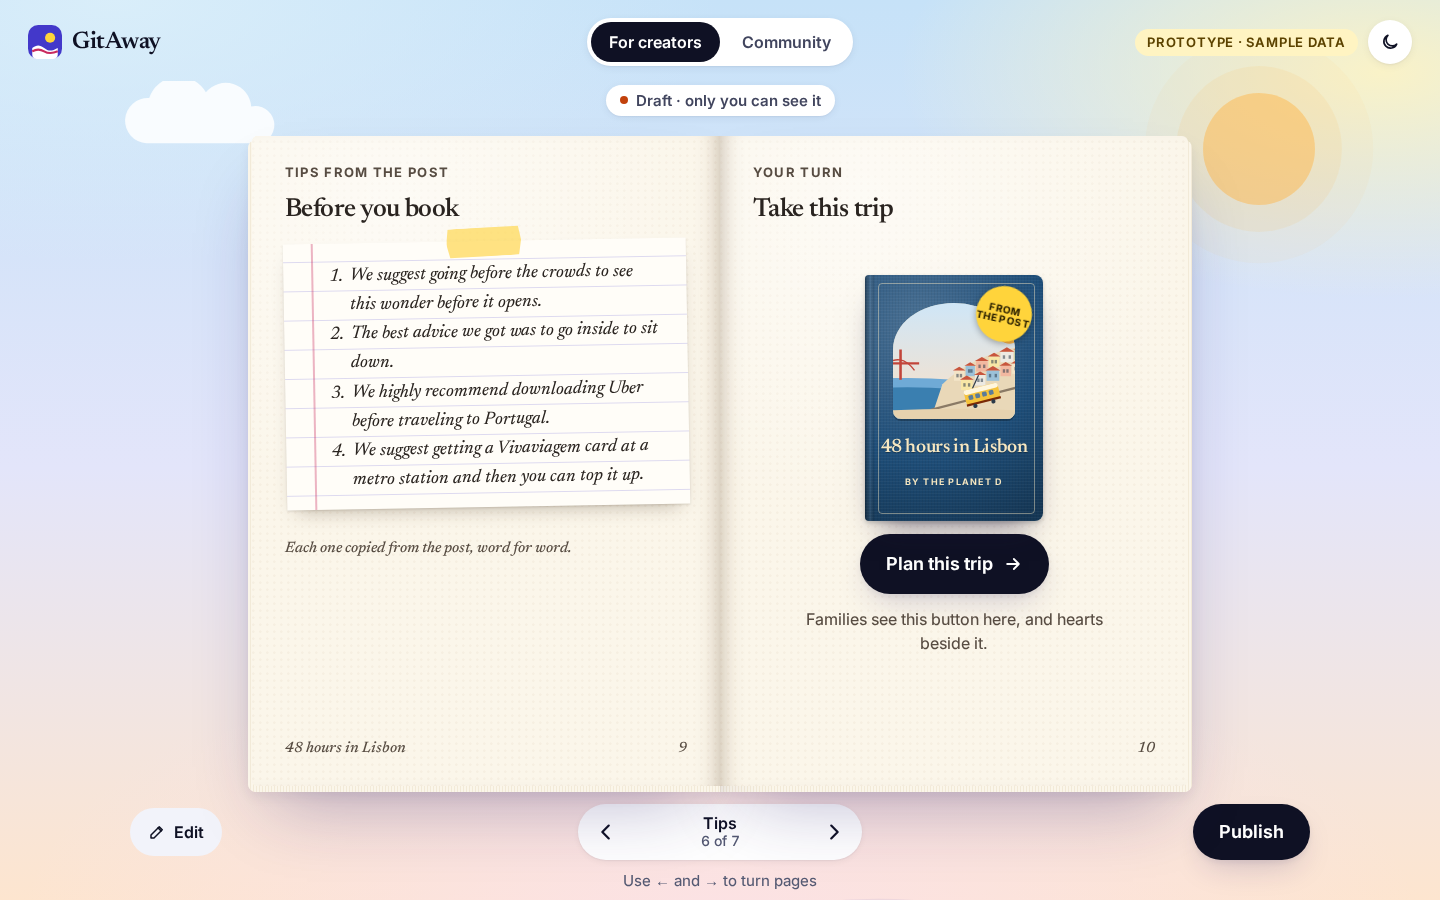 GitAway
For creators
Community
PROTOTYPE · SAMPLE DATA
Draft · only you can see it
TIPS FROM THE POST
Before you book
1. We suggest going before the crowds to see
this wonder before it opens.
2. The best advice we got was to go inside to sit
down.
3. We highly recommend downloading Uber
before traveling to Portugal.
4. We suggest getting a Vivaviagem card at a
metro station and then you can top it up.
Each one copied from the post, word for word.
48 hours in Lisbon
9
YOUR TURN
Take this trip
FROM
THE POST
48 hours in Lisbon
BY THE PLANET D
Plan this trip →
Families see this button here, and hearts
beside it.
10
Edit
Tips
6 of 7
Publish
Use ← and → to turn pages